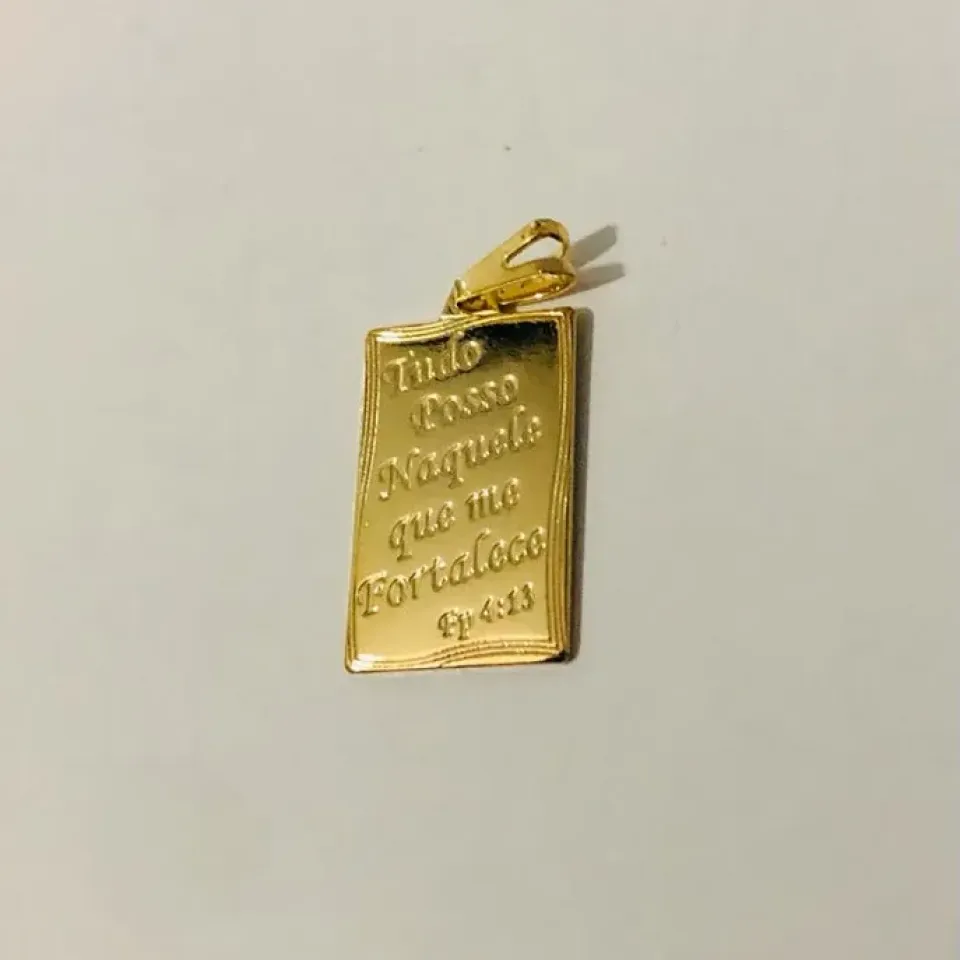 Tudo
Posso
Naquele
que me
Fortalece
Fp 4:13